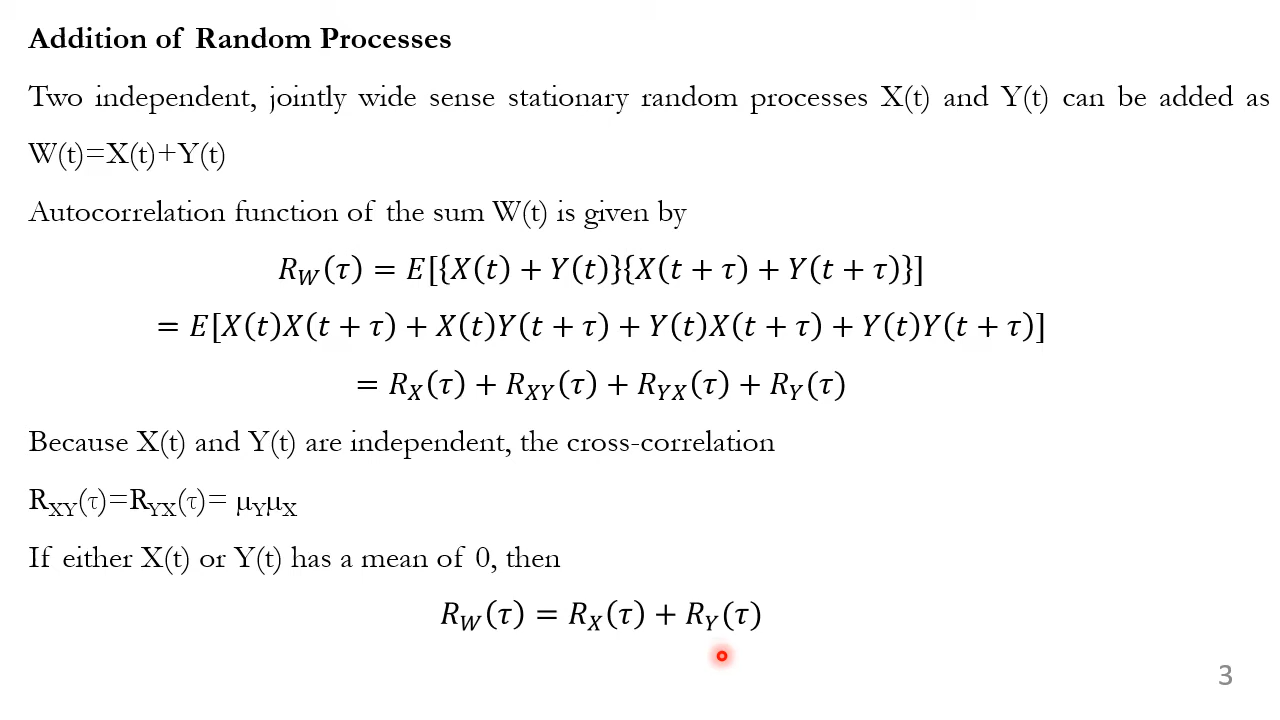 Addition of Random Processes
Two independent, jointly wide sense stationary random processes X(t) and Y(t) can be added as
W(t)=X(t)+Y(t)
Autocorrelation function of the sum W(t) is given by
R_W(τ) = E[{X(t) + Y(t)}{X(t + τ) + Y(t + τ)}]
= E[X(t)X(t + τ) + X(t)Y(t + τ) + Y(t)X(t + τ) + Y(t)Y(t + τ)]
= R_X(τ) + R_XY(τ) + R_YX(τ) + R_Y(τ)
Because X(t) and Y(t) are independent, the cross-correlation
R_XY(τ)=R_YX(τ)= μ_Yμ_X
If either X(t) or Y(t) has a mean of 0, then
R_W(τ) = R_X(τ) + R_Y(τ)
3